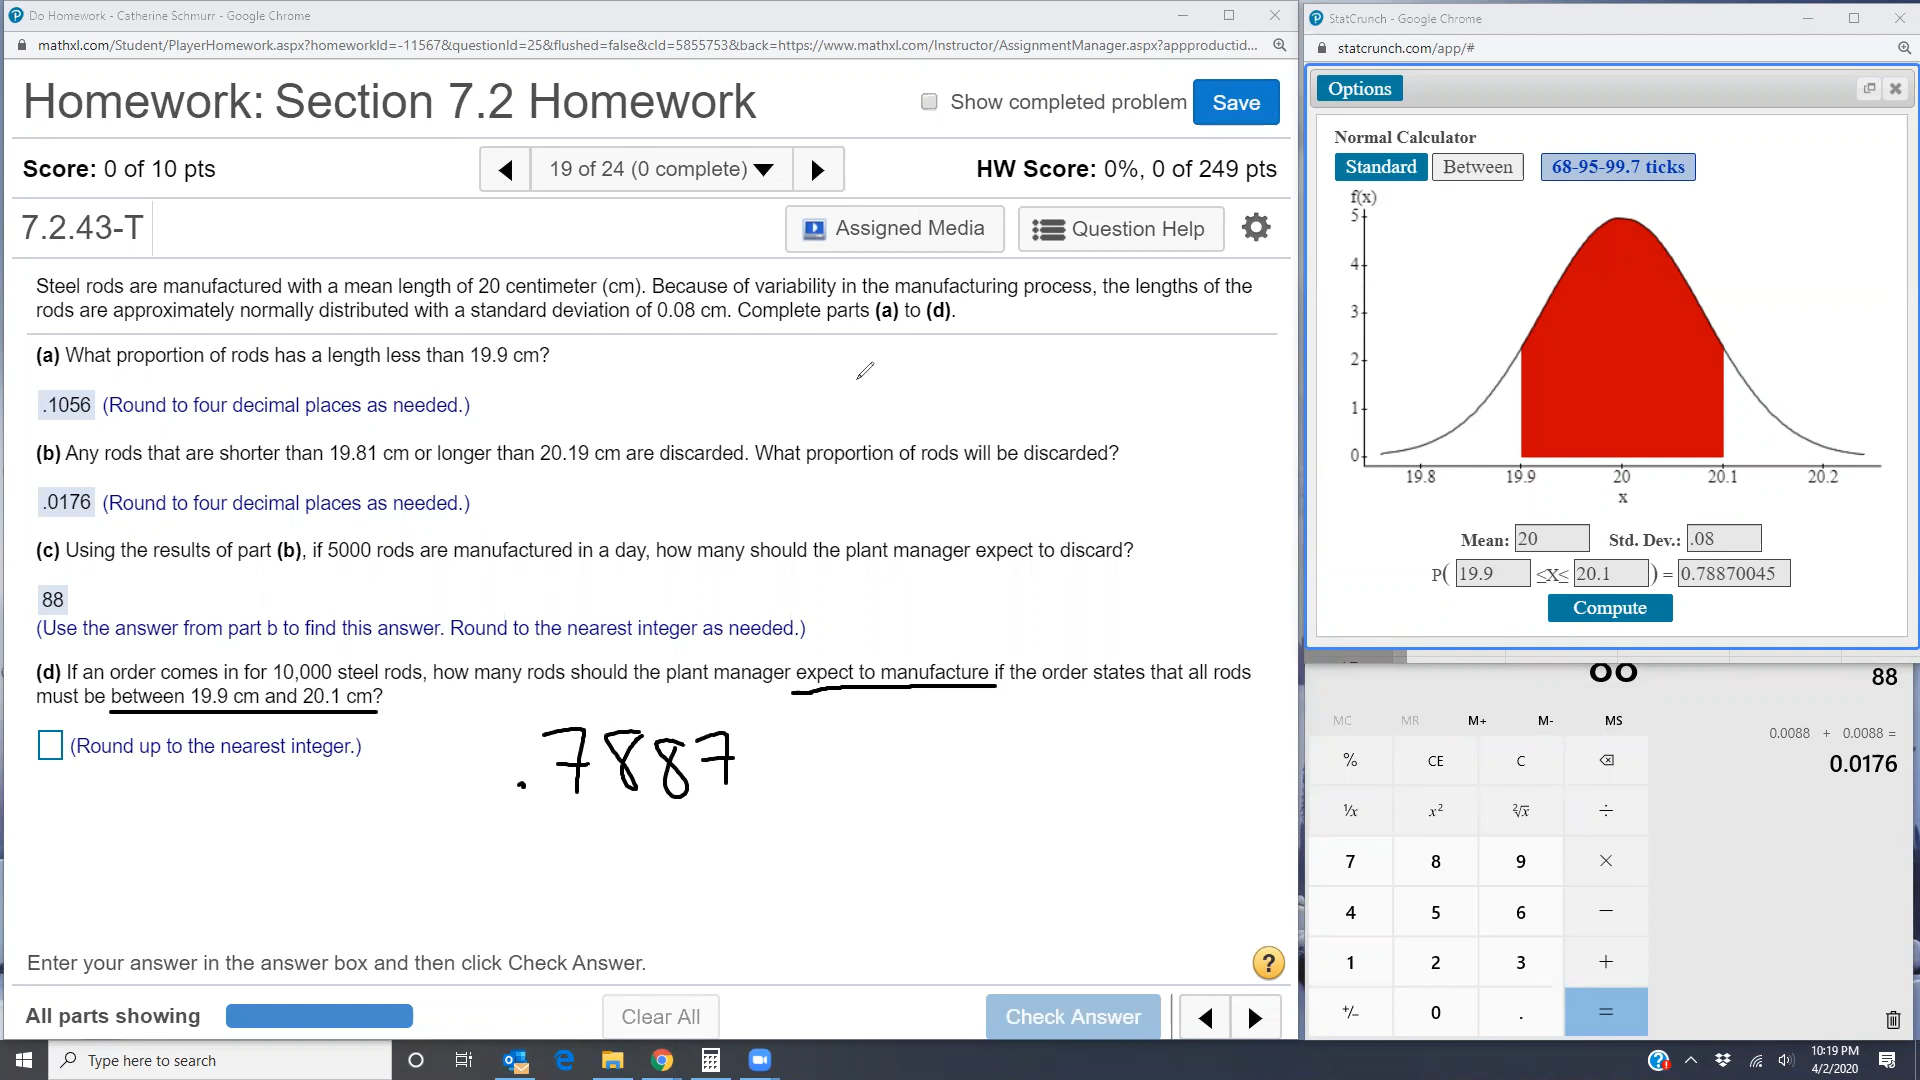 Do Homework - Catherine Schmurr - Google Chrome
mathxl.com/Student/PlayerHomework.aspx?homeworkId=-11567&questionId=25&flushed=false&cId=5855753&back=https://www.mathxl.com/Instructor/AssignmentManager.aspx?appproductid...
Homework: Section 7.2 Homework
Show completed problem
Save
Score: 0 of 10 pts
19 of 24 (0 complete)
HW Score: 0%, 0 of 249 pts
7.2.43-T
Assigned Media
Question Help
Steel rods are manufactured with a mean length of 20 centimeter (cm). Because of variability in the manufacturing process, the lengths of the
rods are approximately normally distributed with a standard deviation of 0.08 cm. Complete parts (a) to (d).
(a) What proportion of rods has a length less than 19.9 cm?
.1056 (Round to four decimal places as needed.)
(b) Any rods that are shorter than 19.81 cm or longer than 20.19 cm are discarded. What proportion of rods will be discarded?
.0176 (Round to four decimal places as needed.)
(c) Using the results of part (b), if 5000 rods are manufactured in a day, how many should the plant manager expect to discard?
88
(Use the answer from part b to find this answer. Round to the nearest integer as needed.)
(d) If an order comes in for 10,000 steel rods, how many rods should the plant manager expect to manufacture if the order states that all rods
must be between 19.9 cm and 20.1 cm?
(Round up to the nearest integer.)
.7887
Enter your answer in the answer box and then click Check Answer.
?
All parts showing
Clear All
Check Answer
StatCrunch - Google Chrome
statcrunch.com/app/#
Options
Normal Calculator
Standard
Between
68-95-99.7 ticks
f(x)
5
4
3
2
1
0
19.8 19.9 20 20.1 20.2
x
Mean: 20 Std. Dev.: .08
P( 19.9 ≤X≤ 20.1 ) = 0.78870045
Compute
88
88
MC MR M+ M- MS
0.0088 + 0.0088 =
0.0176
% CE C
¹/x x² ²√x ÷
7 8 9 ×
4 5 6 −
1 2 3 +
+/− 0 . =
Type here to search
10:19 PM
4/2/2020